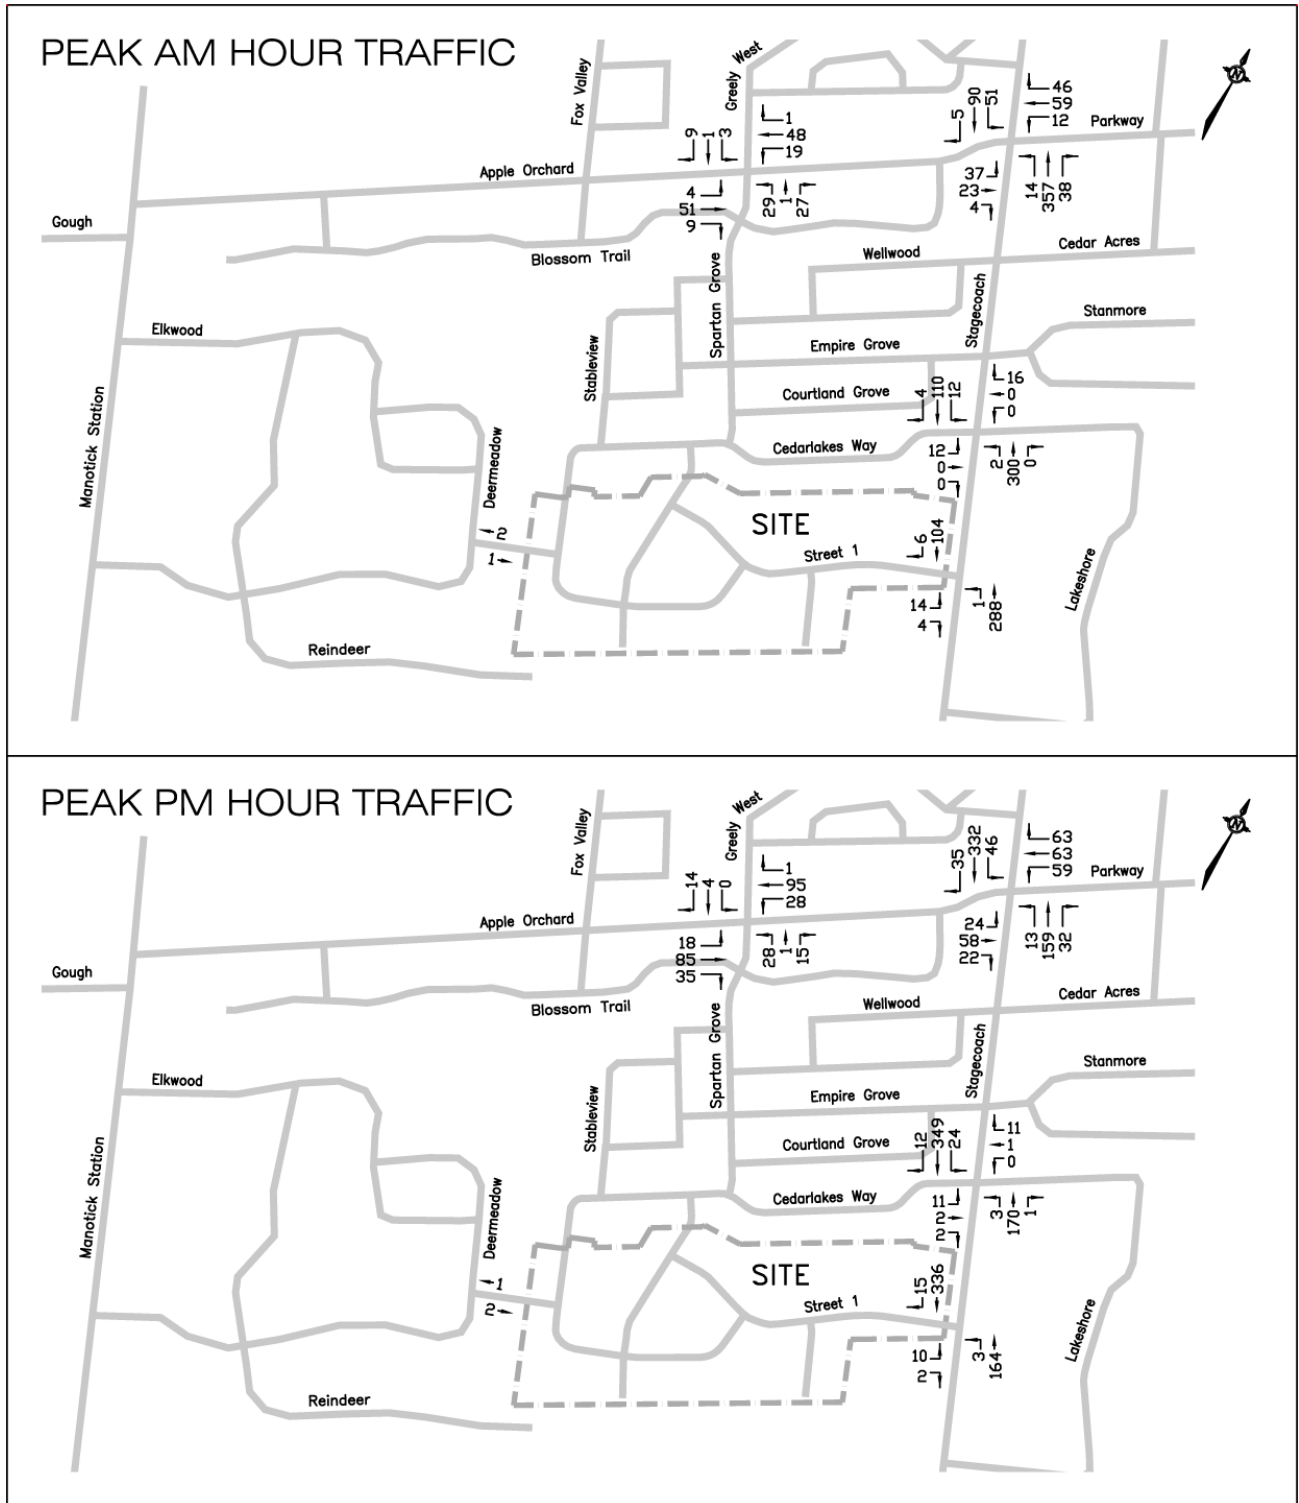 PEAK AM HOUR TRAFFIC
Fox Valley
Greely West
N
9 1 3
1
48
19
5 90 51
46
59
12
Parkway
Apple Orchard
4
51
9
29 1 27
37
23
4
14 357 38
Gough
Blossom Trail
Wellwood
Cedar Acres
Spartan Grove
Stagecoach
Elkwood
Stableview
Empire Grove
Stanmore
Courtland Grove
4 110 12
16
0
0
Manotick Station
Deermeadow
Cedarlakes Way
12
0
0
2 300 0
SITE
2
1
Street 1
6 104
Lakeshore
14
4
1 288
Reindeer
PEAK PM HOUR TRAFFIC
Fox Valley
Greely West
N
14 4 0
1
95
28
35 332 46
63
63
59
Parkway
Apple Orchard
18
85
35
28 1 15
24
58
22
13 159 32
Gough
Blossom Trail
Wellwood
Cedar Acres
Spartan Grove
Stagecoach
Elkwood
Stableview
Empire Grove
Stanmore
Courtland Grove
12 349 24
11
1
0
Manotick Station
Deermeadow
Cedarlakes Way
11
2
2
3 170 1
SITE
1
2
Street 1
15 336
Lakeshore
10
2
3 164
Reindeer